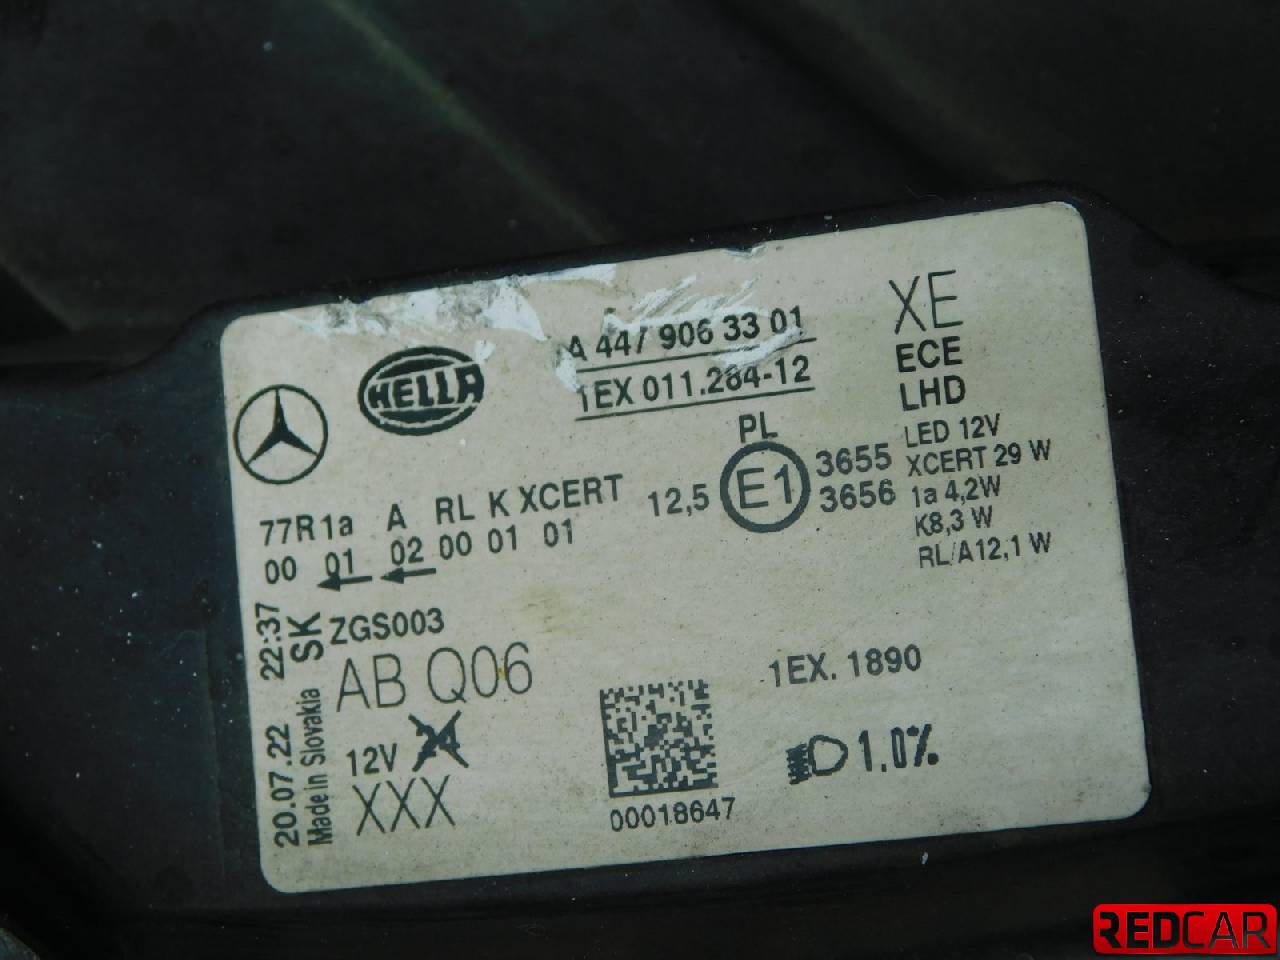 HELLA
A 447 906 33 01
1EX 011.284-12
XE
ECE
LHD
PL
E1
3655
3656
12,5
LED 12V
XCERT 29 W
1a 4,2W
K8,3 W
RL/A12,1 W
77R1a A RL K XCERT
00 01 02 00 01 01
20.07.22 22:37
Made in Slovakia SK
ZGS003
AB Q06
12V
XXX
00018647
1EX. 1890
1.0%
REDCAR